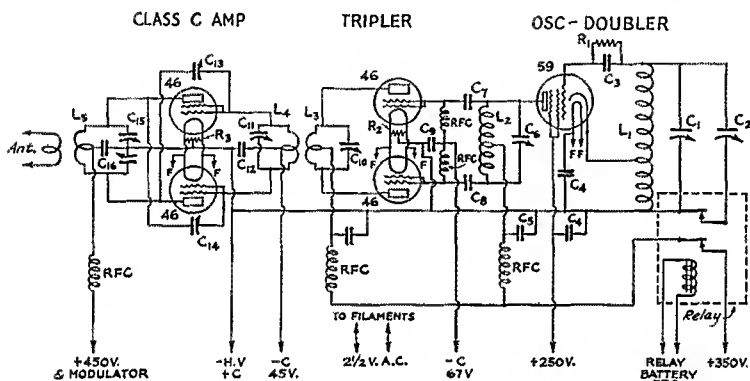 CLASS C AMP
TRIPLER
OSC-DOUBLER
R1
C13
46
46
59
C3
C7
L5
L4
L3
C15
C11
R3
R2
C9
RFC
L2
C6
L1
C1
C2
Ant.
C16
C12
C10
F
F
F
F
RFC
F F
C4
46
46
C8
C14
C5
C4
RFC
RFC
RFC
Relay
TO FILAMENTS
+450V.
& MODULATOR
-H.V
+C
-C
45V.
2½ V. A.C.
-C
67V
+250V.
RELAY
BATTERY
+350V.